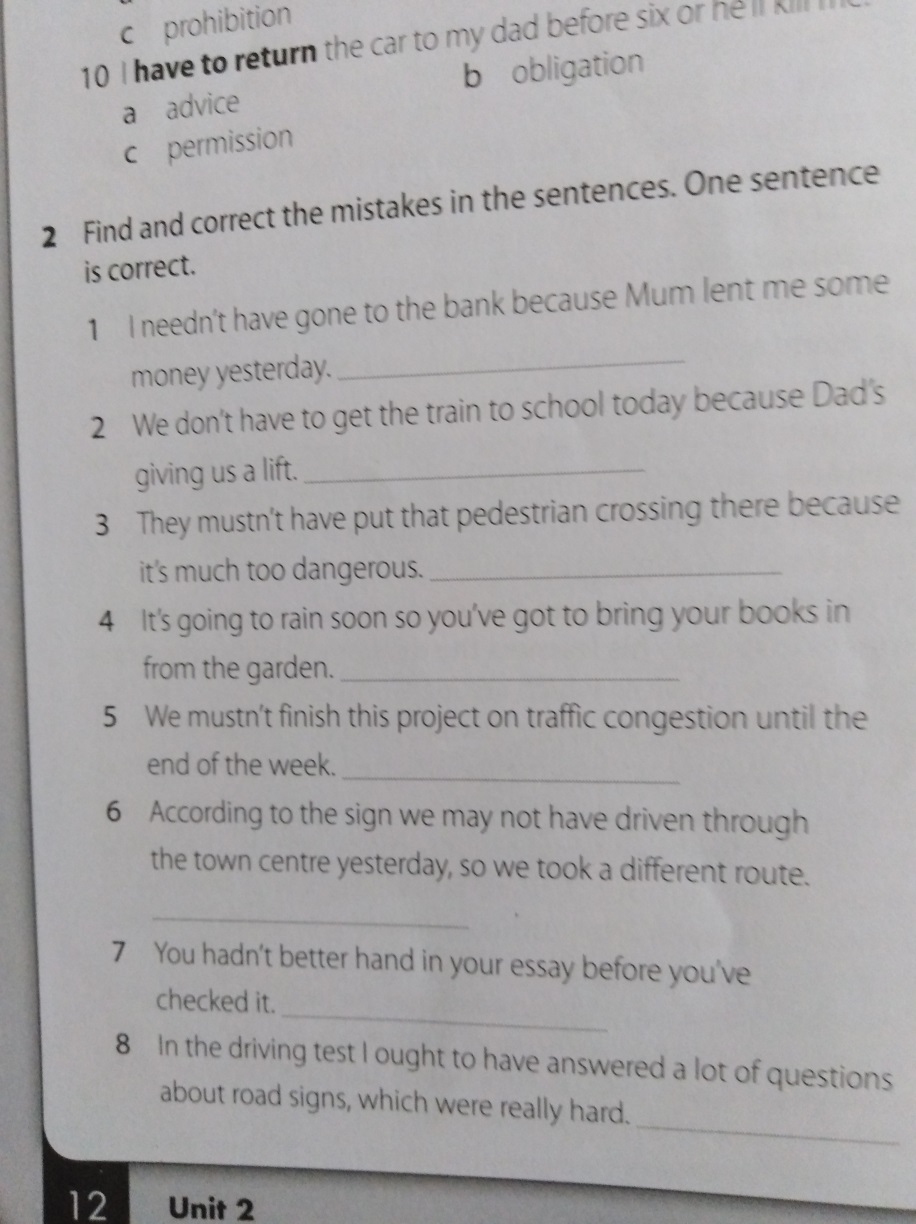 c prohibition
10 I have to return the car to my dad before six or he'll kill me.
a advice b obligation
c permission
2 Find and correct the mistakes in the sentences. One sentence
is correct.
1 I needn't have gone to the bank because Mum lent me some
money yesterday.
2 We don't have to get the train to school today because Dad's
giving us a lift.
3 They mustn't have put that pedestrian crossing there because
it's much too dangerous.
4 It's going to rain soon so you've got to bring your books in
from the garden.
5 We mustn't finish this project on traffic congestion until the
end of the week.
6 According to the sign we may not have driven through
the town centre yesterday, so we took a different route.
7 You hadn't better hand in your essay before you've
checked it.
8 In the driving test I ought to have answered a lot of questions
about road signs, which were really hard.
12 Unit 2